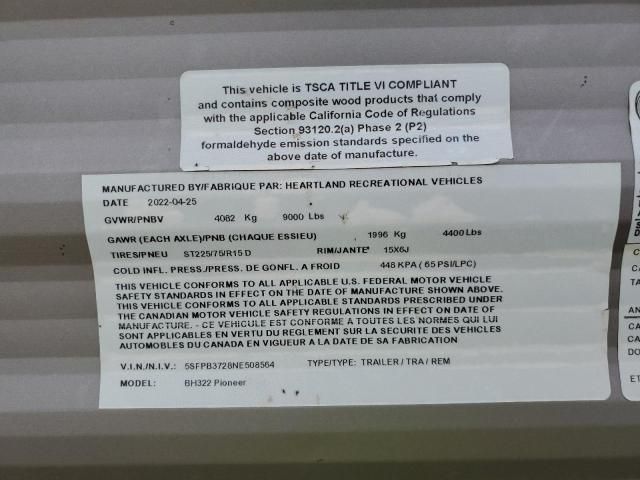 This vehicle is TSCA TITLE VI COMPLIANT
and contains composite wood products that comply
with the applicable California Code of Regulations
Section 93120.2(a) Phase 2 (P2)
formaldehyde emission standards specified on the
above date of manufacture.
MANUFACTURED BY/FABRIQUE PAR: HEARTLAND RECREATIONAL VEHICLES
DATE 2022-04-25
GVWR/PNBV 4082 Kg 9000 Lbs
GAWR (EACH AXLE)/PNB (CHAQUE ESSIEU) 1996 Kg 4400 Lbs
TIRES/PNEU ST225/75/R15 D RIM/JANTE 15X6J
COLD INFL. PRESS./PRESS. DE GONFL. A FROID 448 KPA ( 65 PSI/LPC)
THIS VEHICLE CONFORMS TO ALL APPLICABLE U.S. FEDERAL MOTOR VEHICLE
SAFETY STANDARDS IN EFFECT ON THE DATE OF MANUFACTURE SHOWN ABOVE.
THIS VEHICLE CONFORMS TO ALL APPLICABLE STANDARDS PRESCRIBED UNDER
THE CANADIAN MOTOR VEHICLE SAFETY REGULATIONS IN EFFECT ON DATE OF
MANUFACTURE. - CE VEHICULE EST CONFORME A TOUTES LES NORMES QUI LUI
SONT APPLICABLES EN VERTU DU REGLEMENT SUR LA SECURITE DES VEHICLES
AUTOMOBILES DU CANADA EN VIGUEUR A LA DATE DE SA FABRICATION
V.I.N./N.I.V.: 5SFPB3728NE508564 TYPE/TYPE: TRAILER / TRA / REM
MODEL: BH322 Pioneer